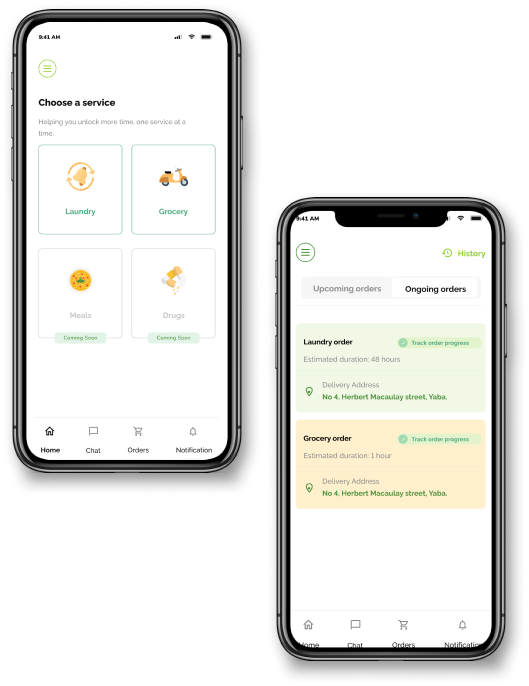 9:41 AM
Choose a service
Helping you unlock more time, one service at a
time.
Laundry
Grocery
Meals
Drugs
Coming Soon
Coming Soon
Home
Chat
Orders
Notification
9:41 AM
History
Upcoming orders
Ongoing orders
Laundry order
Track order progress
Estimated duration: 48 hours
Delivery Address
No 4, Herbert Macaulay street, Yaba.
Grocery order
Track order progress
Estimated duration: 1 hour
Delivery Address
No 4, Herbert Macaulay street, Yaba.
Home
Chat
Orders
Notification